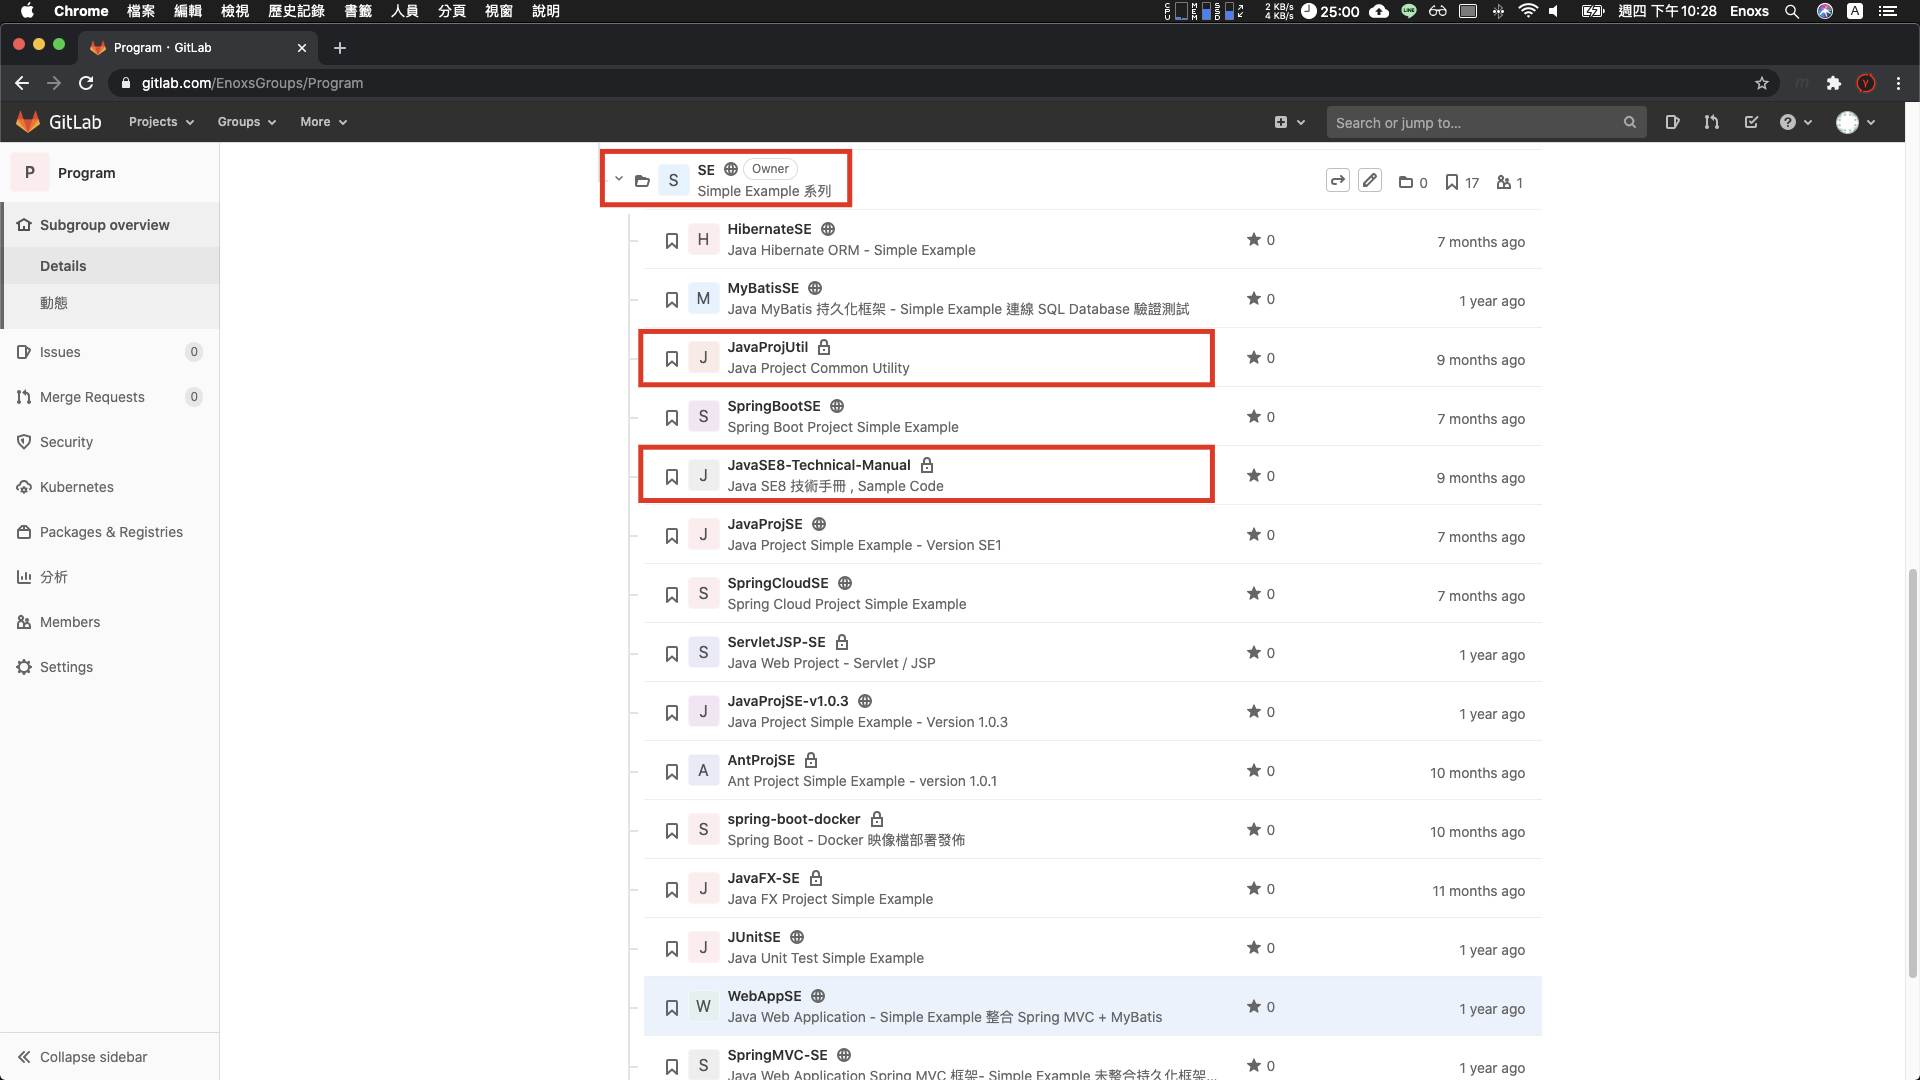 Chrome 檔案 編輯 檢視 歷史記錄 書籤 人員 分頁 視窗 說明
CPU MEM SSD 2 KB/s 4 KB/s 25:00 LINE 週四 下午10:28 Enoxs A
Program · GitLab
gitlab.com/EnoxsGroups/Program
GitLab Projects Groups More Search or jump to...
P Program
Subgroup overview
Details
動態
Issues 0
Merge Requests 0
Security
Kubernetes
Packages & Registries
分析
Members
Settings
Collapse sidebar
S SE Owner
Simple Example 系列
0 17 1
H HibernateSE
Java Hibernate ORM - Simple Example
0 7 months ago
M MyBatisSE
Java MyBatis 持久化框架 - Simple Example 連線 SQL Database 驗證測試
0 1 year ago
J JavaProjUtil
Java Project Common Utility
0 9 months ago
S SpringBootSE
Spring Boot Project Simple Example
0 7 months ago
J JavaSE8-Technical-Manual
Java SE8 技術手冊 , Sample Code
0 9 months ago
J JavaProjSE
Java Project Simple Example - Version SE1
0 7 months ago
S SpringCloudSE
Spring Cloud Project Simple Example
0 7 months ago
S ServletJSP-SE
Java Web Project - Servlet / JSP
0 1 year ago
J JavaProjSE-v1.0.3
Java Project Simple Example - Version 1.0.3
0 1 year ago
A AntProjSE
Ant Project Simple Example - version 1.0.1
0 10 months ago
S spring-boot-docker
Spring Boot - Docker 映像檔部署發佈
0 10 months ago
J JavaFX-SE
Java FX Project Simple Example
0 11 months ago
J JUnitSE
Java Unit Test Simple Example
0 1 year ago
W WebAppSE
Java Web Application - Simple Example 整合 Spring MVC + MyBatis
0 1 year ago
S SpringMVC-SE
Java Web Application Spring MVC 框架- Simple Example 未整合持久化框架...
0 1 year ago